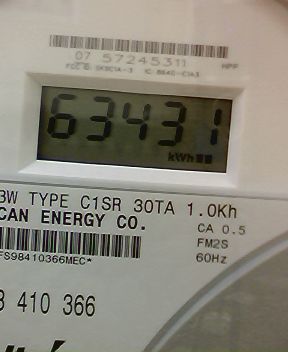 07 57245311
63431
kWh
3W TYPE C1SR 30TA 1.0Kh
CAN ENERGY CO.
CA 0.5
FM2S
FS98410366MEC*
60Hz
410 366